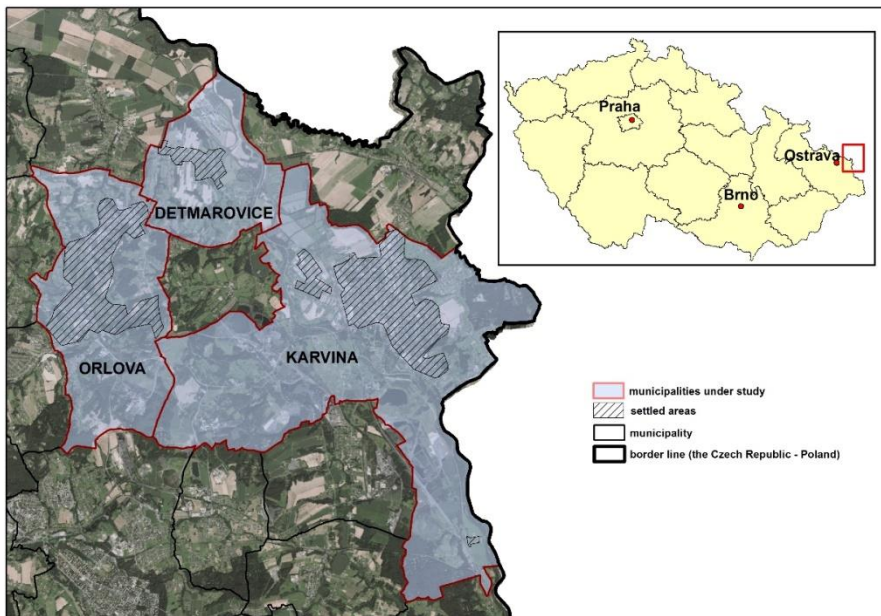 Praha
Ostrava
Brno
DETMAROVICE
ORLOVA
KARVINA
municipalities under study
settled areas
municipality
border line (the Czech Republic - Poland)